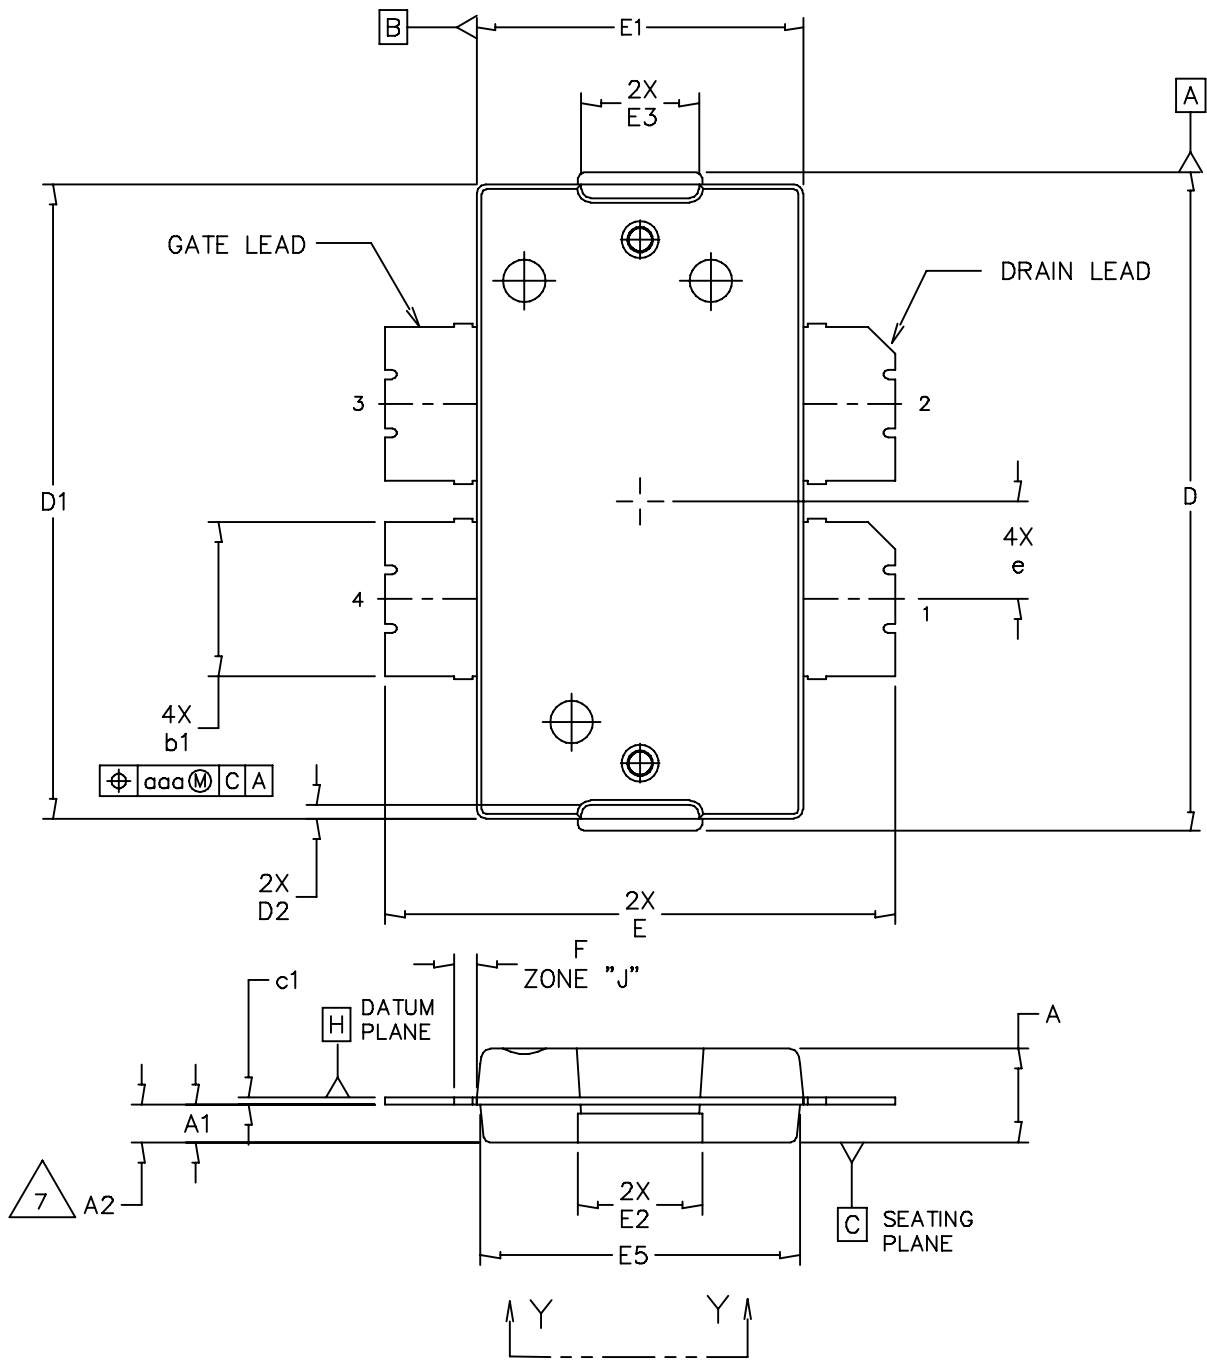 B
E1
2X
E3
A
GATE LEAD
DRAIN LEAD
3
2
D1
D
4X
e
4
1
4X
b1
aaa Ⓜ C A
2X
D2
2X
E
F
ZONE "J"
c1
H
DATUM
PLANE
A
A1
7
A2
2X
E2
C
SEATING
PLANE
E5
Y
Y